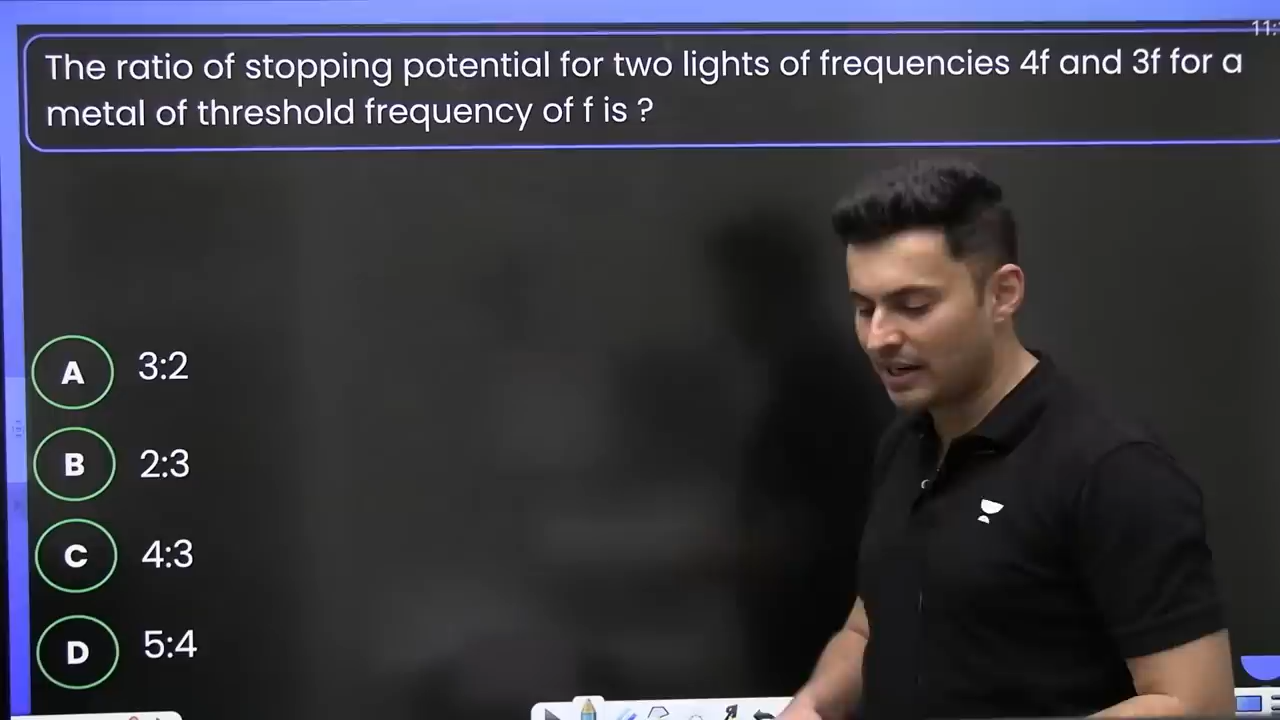 11:
The ratio of stopping potential for two lights of frequencies 4f and 3f for a
metal of threshold frequency of f is ?
A 3:2
B 2:3
C 4:3
D 5:4